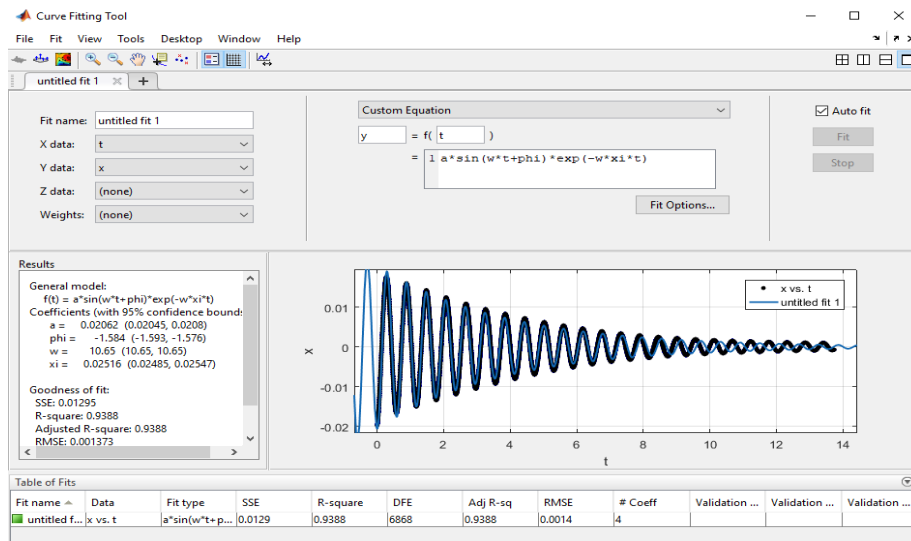 Curve Fitting Tool
File Fit View Tools Desktop Window Help
untitled fit 1
Fit name: untitled fit 1
X data: t
Y data: x
Z data: (none)
Weights: (none)
Custom Equation
y = f( t )
= 1 a*sin(w*t+phi)*exp(-w*xi*t)
Fit Options...
Auto fit
Fit
Stop
Results
General model:
f(t) = a*sin(w*t+phi)*exp(-w*xi*t)
Coefficients (with 95% confidence bounds
a = 0.02062 (0.02045, 0.0208)
phi = -1.584 (-1.593, -1.576)
w = 10.65 (10.65, 10.65)
xi = 0.02516 (0.02485, 0.02547)
Goodness of fit:
SSE: 0.01295
R-square: 0.9388
Adjusted R-square: 0.9388
RMSE: 0.001373
x vs. t
untitled fit 1
0.01
0
-0.01
-0.02
x
0 2 4 6 8 10 12 14
t
Table of Fits
Fit name Data Fit type SSE R-square DFE Adj R-sq RMSE # Coeff Validation ... Validation ... Validation ...
untitled f... x vs. t a*sin(w*t+p... 0.0129 0.9388 6868 0.9388 0.0014 4